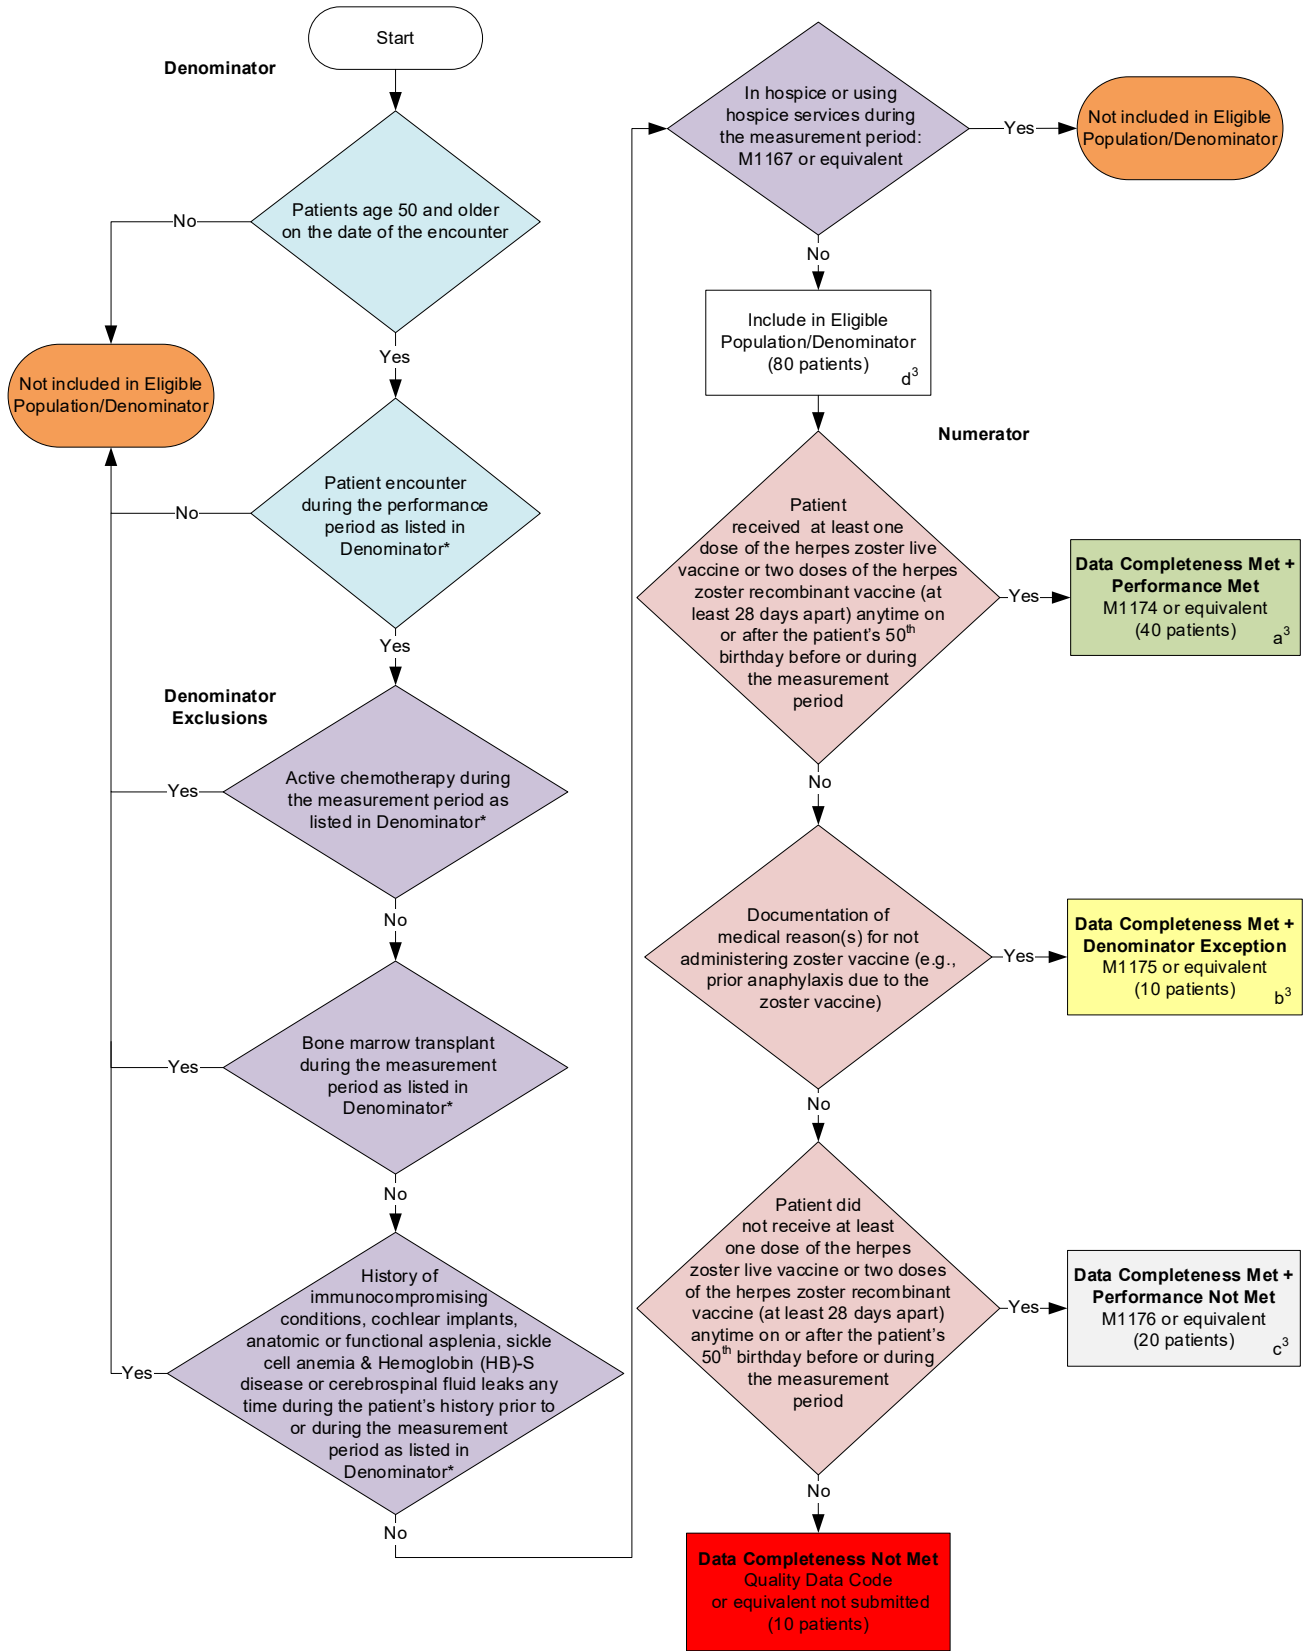 Start
Denominator
Patients age 50 and older
on the date of the encounter
No
Yes
Not included in Eligible
Population/Denominator
Patient encounter
during the performance
period as listed in
Denominator*
No
Yes
Denominator
Exclusions
Active chemotherapy during
the measurement period as
listed in Denominator*
Yes
No
Bone marrow transplant
during the measurement
period as listed in
Denominator*
Yes
No
History of
immunocompromising
conditions, cochlear implants,
anatomic or functional asplenia, sickle
cell anemia & Hemoglobin (HB)-S
disease or cerebrospinal fluid leaks any
time during the patient's history prior to
or during the measurement
period as listed in
Denominator*
Yes
No
In hospice or using
hospice services during
the measurement period:
M1167 or equivalent
Yes
Not included in Eligible
Population/Denominator
No
Include in Eligible
Population/Denominator
(80 patients)
d³
Numerator
Patient
received at least one
dose of the herpes zoster live
vaccine or two doses of the herpes
zoster recombinant vaccine (at
least 28 days apart) anytime on
or after the patient's 50th
birthday before or during
the measurement
period
Yes
Data Completeness Met +
Performance Met
M1174 or equivalent
(40 patients)
a³
No
Documentation of
medical reason(s) for not
administering zoster vaccine (e.g.,
prior anaphylaxis due to the
zoster vaccine)
Yes
Data Completeness Met +
Denominator Exception
M1175 or equivalent
(10 patients)
b³
No
Patient did
not receive at least
one dose of the herpes
zoster live vaccine or two doses
of the herpes zoster recombinant
vaccine (at least 28 days apart)
anytime on or after the patient's
50th birthday before or during
the measurement
period
Yes
Data Completeness Met +
Performance Not Met
M1176 or equivalent
(20 patients)
c³
No
Data Completeness Not Met
Quality Data Code
or equivalent not submitted
(10 patients)